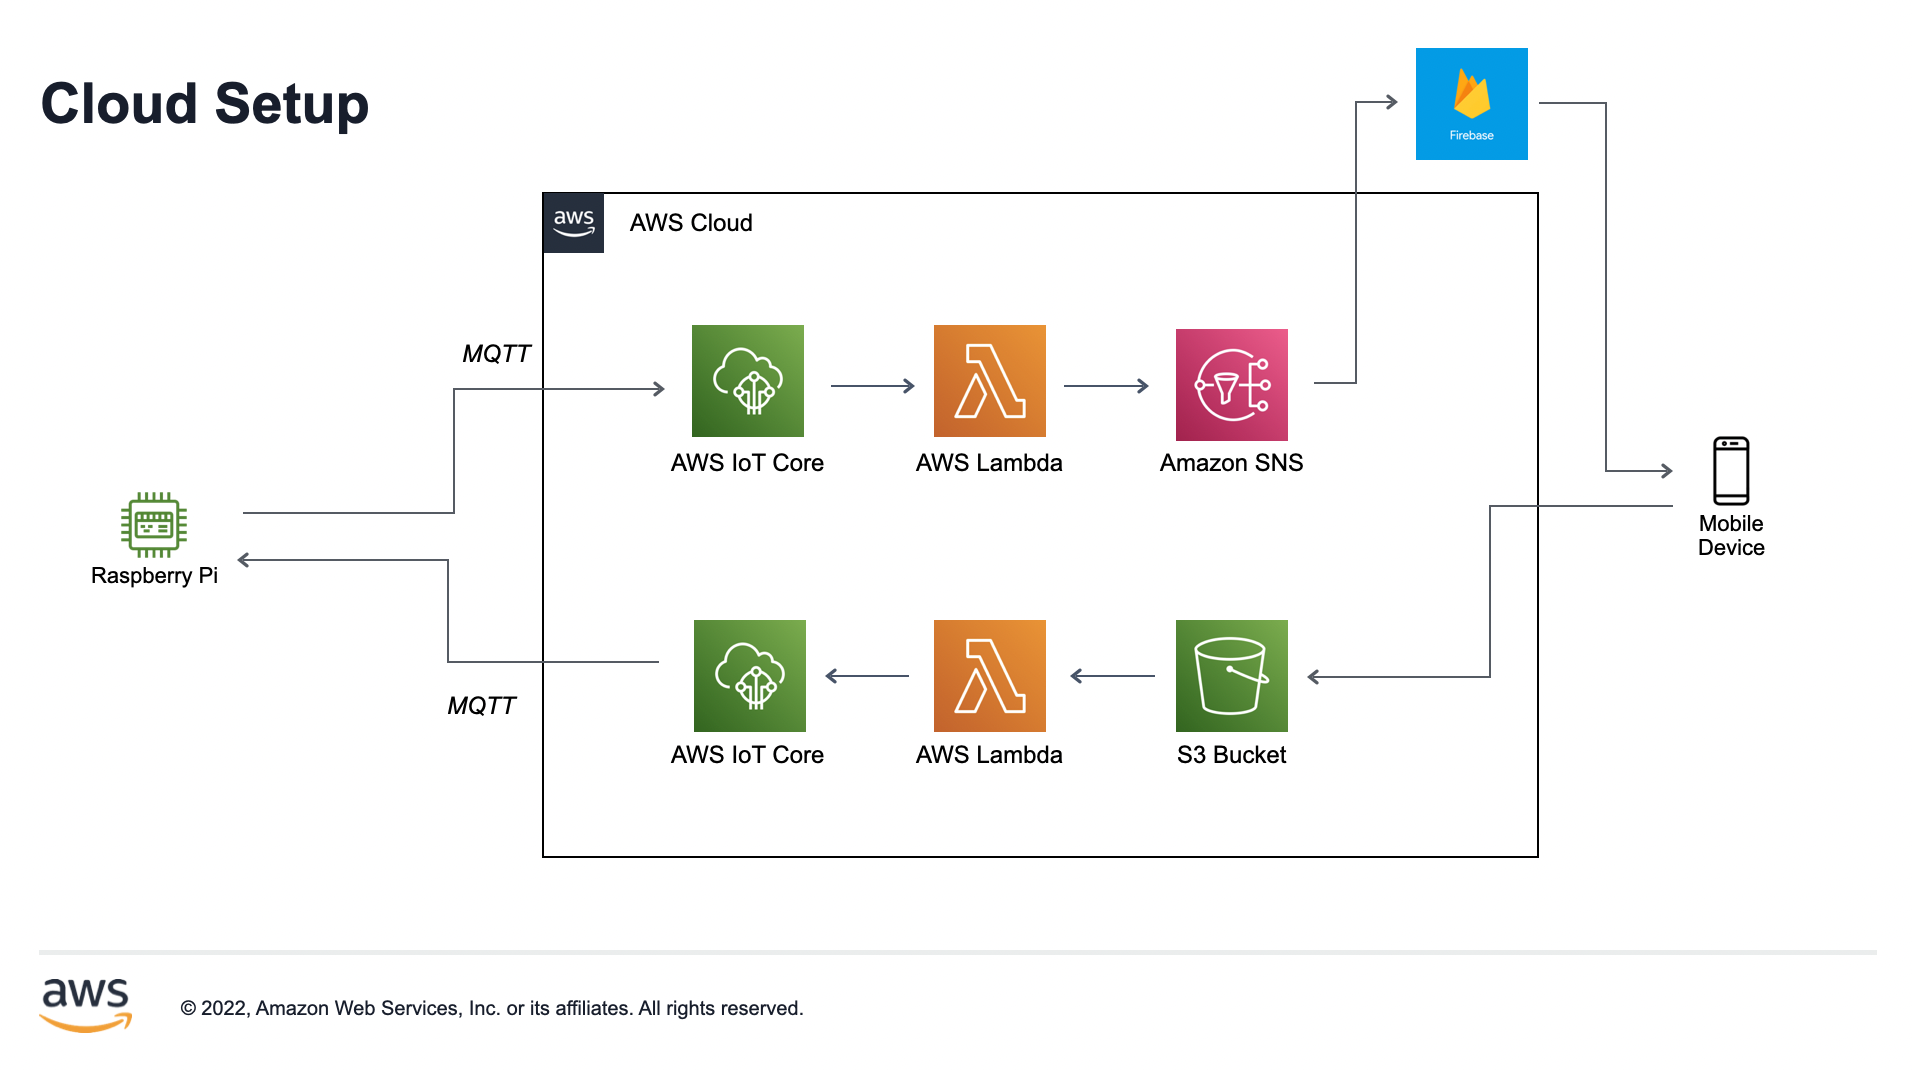 Cloud Setup
Firebase
aws
AWS Cloud
MQTT
AWS IoT Core
AWS Lambda
Amazon SNS
Raspberry Pi
Mobile
Device
MQTT
AWS IoT Core
AWS Lambda
S3 Bucket
aws
© 2022, Amazon Web Services, Inc. or its affiliates. All rights reserved.